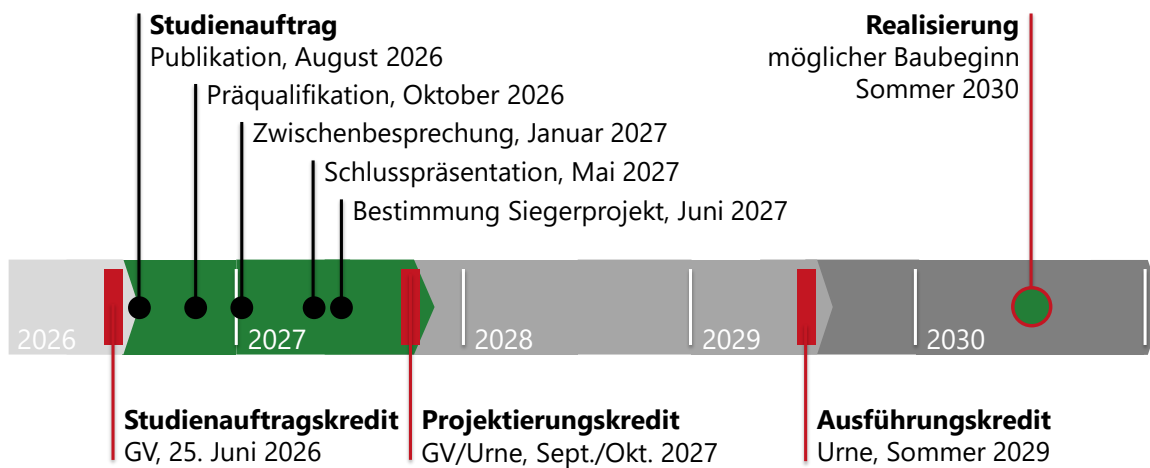 Studienauftrag
Publikation, August 2026
Präqualifikation, Oktober 2026
Zwischenbesprechung, Januar 2027
Schlusspräsentation, Mai 2027
Bestimmung Siegerprojekt, Juni 2027
Realisierung
möglicher Baubeginn
Sommer 2030
2026
2027
2028
2029
2030
Studienauftragskredit
GV, 25. Juni 2026
Projektierungskredit
GV/Urne, Sept./Okt. 2027
Ausführungskredit
Urne, Sommer 2029